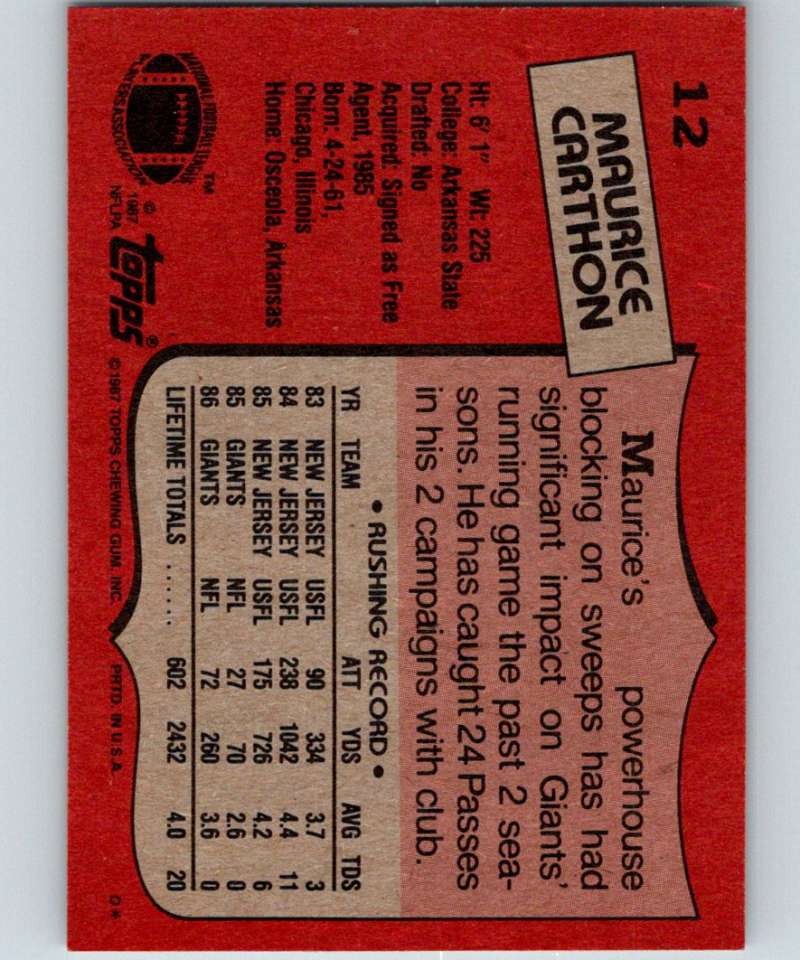 12
MAURICE
CARTHON
Ht: 6' 1" Wt: 225
College: Arkansas State
Drafted: No
Acquired: Signed as Free
Agent, 1985
Born: 4-24-61,
Chicago, Illinois
Home: Osceola, Arkansas
NATIONAL FOOTBALL LEAGUE
PLAYERS ASSOCIATION
TM
© 1987
NFLPA
TOPPS®
Maurice's powerhouse
blocking on sweeps has had
significant impact on Giants'
running game the past 2 sea-
sons. He has caught 24 Passes
in his 2 campaigns with club.
• RUSHING RECORD •
YR TEAM ATT YDS AVG TDS
83 NEW JERSEY USFL 90 334 3.7 3
84 NEW JERSEY USFL 238 1042 4.4 11
85 NEW JERSEY USFL 175 726 4.2 6
85 GIANTS NFL 27 70 2.6 0
86 GIANTS NFL 72 260 3.6 0
LIFETIME TOTALS ...... 602 2432 4.0 20
©1987 TOPPS CHEWING GUM, INC. PRTD. IN U.S.A.
D*